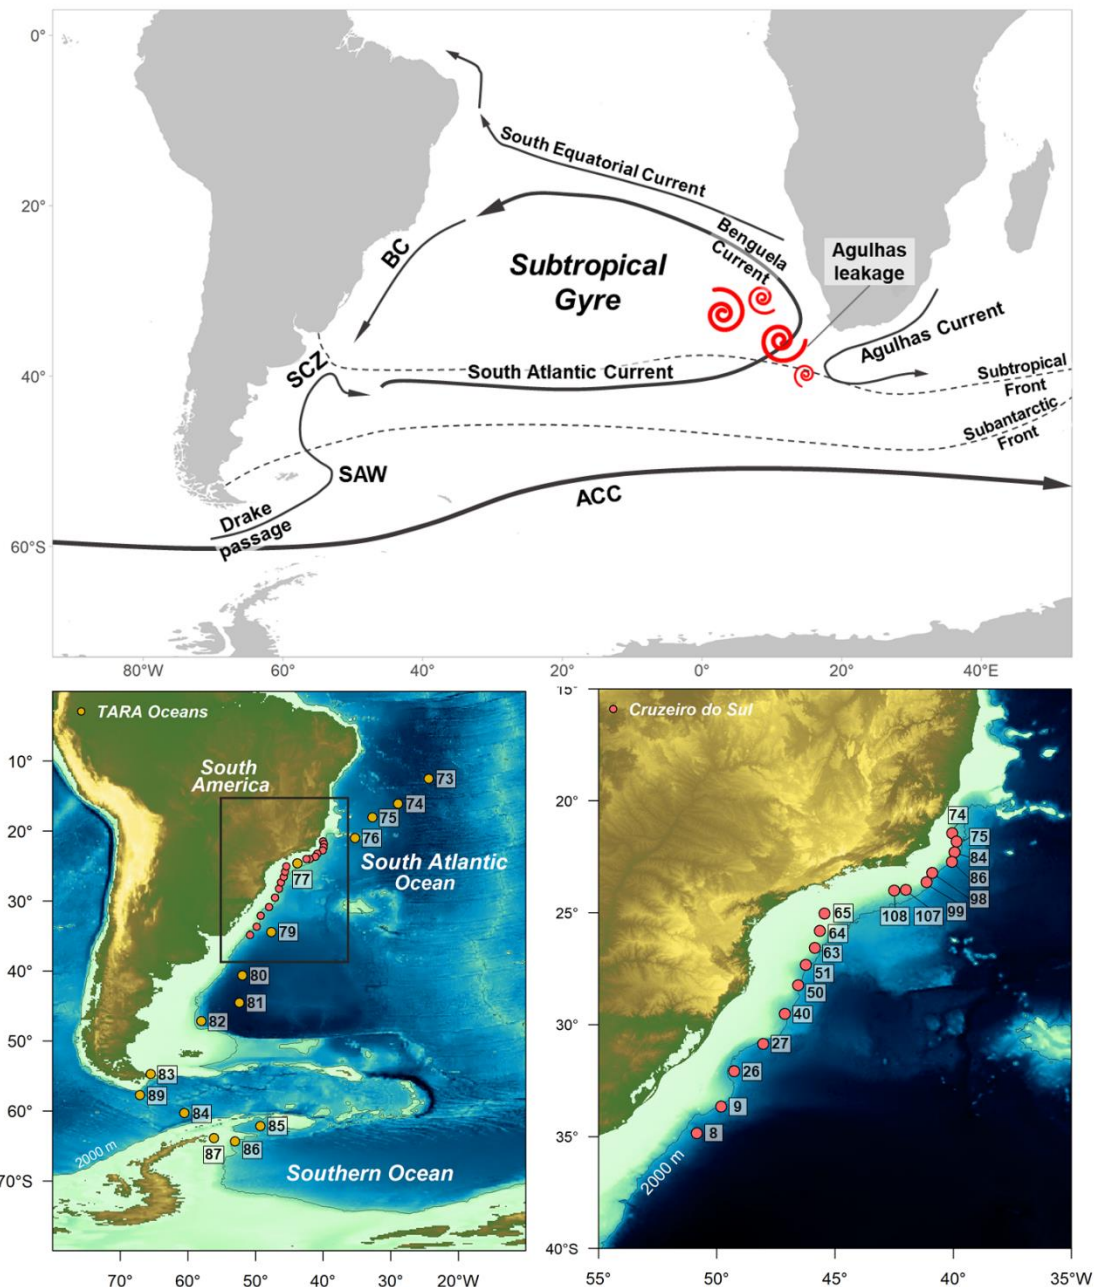 0°
20°
40°
60°S
80°W
60°
40°
20°
0°
20°
40°E
South Equatorial Current
Benguela
Current
Agulhas
leakage
BC
Subtropical
Gyre
Agulhas Current
SCZ
South Atlantic Current
Subtropical
Front
Subantarctic
Front
SAW
ACC
Drake
passage
TARA Oceans
South
America
South Atlantic
Ocean
Southern Ocean
2000 m
73
74
75
76
77
79
80
81
82
83
89
84
85
86
87
10°
20°
30°
40°
50°
60°
70°S
70°
60°
50°
40°
30°
20°W
Cruzeiro do Sul
74
75
84
86
98
99
107
108
65
64
63
51
50
40
27
26
9
8
2000 m
15°
20°
25°
30°
35°
40°S
55°
50°
45°
40°
35°W